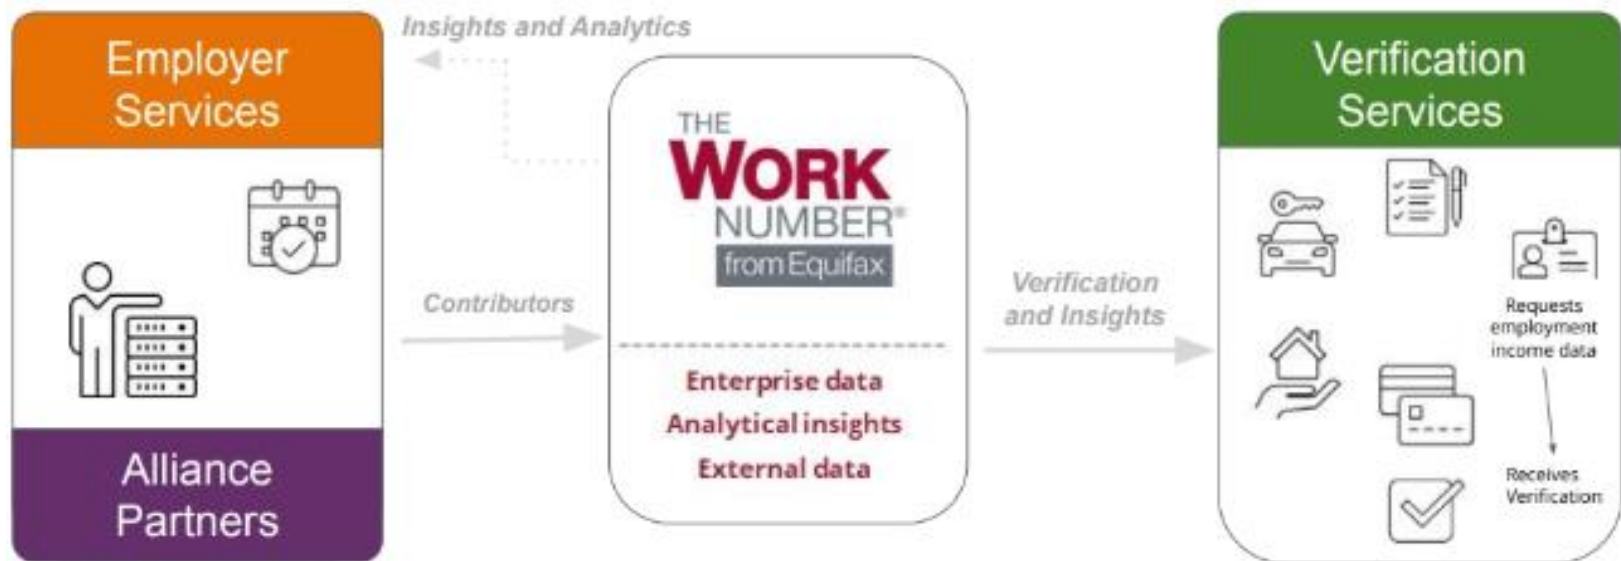 Employer
Services
Alliance
Partners
Insights and Analytics
Contributors
THE
WORK
NUMBER®
from Equifax
Enterprise data
Analytical insights
External data
Verification
and Insights
Verification
Services
Requests
employment
income data
Receives
Verification